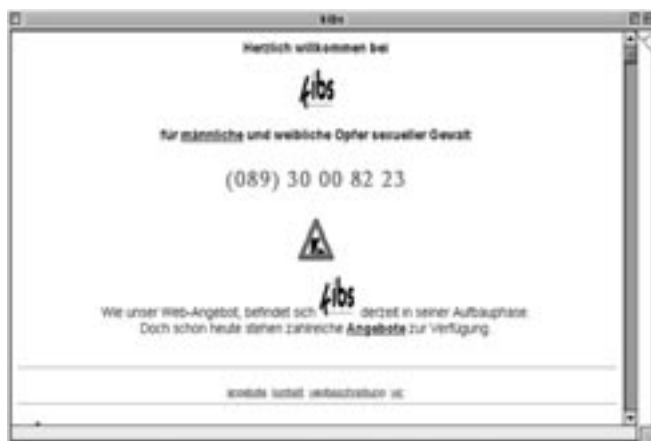 kibs
Herzlich willkommen bei
kibs
für männliche und weibliche Opfer sexueller Gewalt
(089) 30 00 82 23
Wie unser Web-Angebot, befindet sich kibs derzeit in seiner Aufbauphase.
Doch schon heute stehen zahlreiche Angebote zur Verfügung.